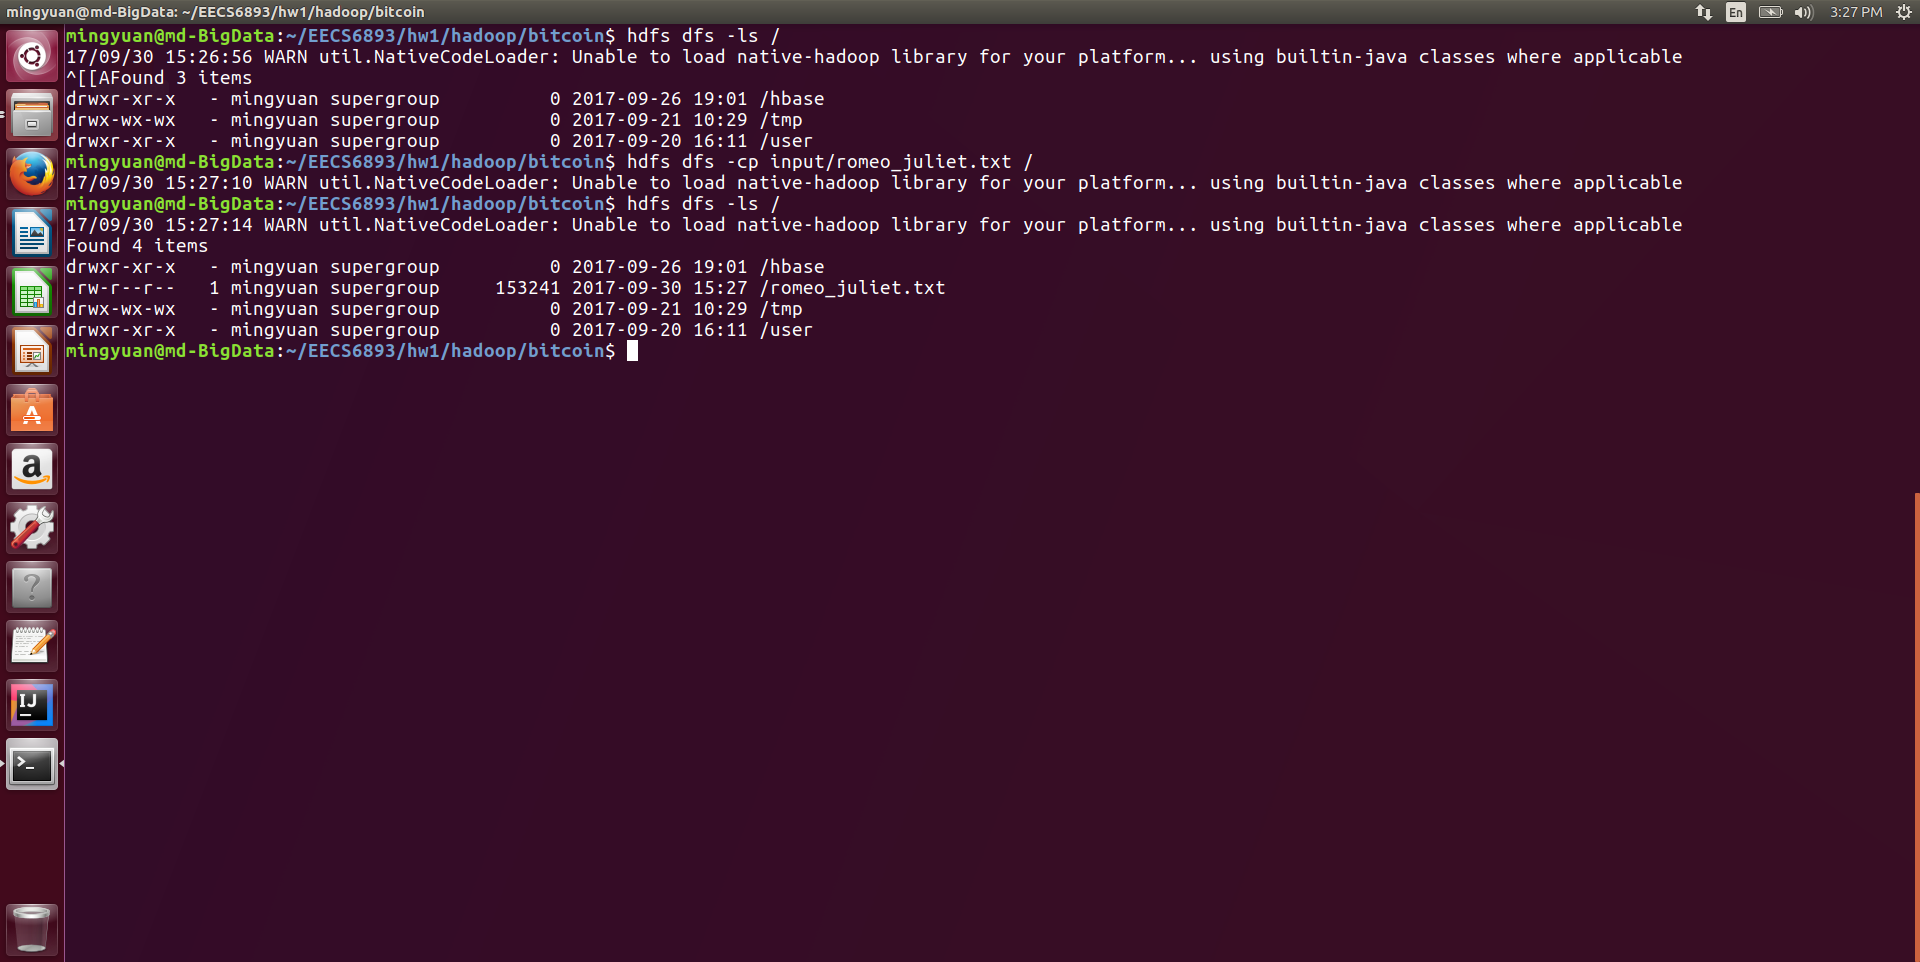 mingyuan@md-BigData: ~/EECS6893/hw1/hadoop/bitcoin En 3:27 PM
mingyuan@md-BigData:~/EECS6893/hw1/hadoop/bitcoin$ hdfs dfs -ls /
17/09/30 15:26:56 WARN util.NativeCodeLoader: Unable to load native-hadoop library for your platform... using builtin-java classes where applicable
^[[AFound 3 items
drwxr-xr-x   - mingyuan supergroup          0 2017-09-26 19:01 /hbase
drwx-wx-wx   - mingyuan supergroup          0 2017-09-21 10:29 /tmp
drwxr-xr-x   - mingyuan supergroup          0 2017-09-20 16:11 /user
mingyuan@md-BigData:~/EECS6893/hw1/hadoop/bitcoin$ hdfs dfs -cp input/romeo_juliet.txt /
17/09/30 15:27:10 WARN util.NativeCodeLoader: Unable to load native-hadoop library for your platform... using builtin-java classes where applicable
mingyuan@md-BigData:~/EECS6893/hw1/hadoop/bitcoin$ hdfs dfs -ls /
17/09/30 15:27:14 WARN util.NativeCodeLoader: Unable to load native-hadoop library for your platform... using builtin-java classes where applicable
Found 4 items
drwxr-xr-x   - mingyuan supergroup          0 2017-09-26 19:01 /hbase
-rw-r--r--   1 mingyuan supergroup     153241 2017-09-30 15:27 /romeo_juliet.txt
drwx-wx-wx   - mingyuan supergroup          0 2017-09-21 10:29 /tmp
drwxr-xr-x   - mingyuan supergroup          0 2017-09-20 16:11 /user
mingyuan@md-BigData:~/EECS6893/hw1/hadoop/bitcoin$
A
a
?
IJ
>_